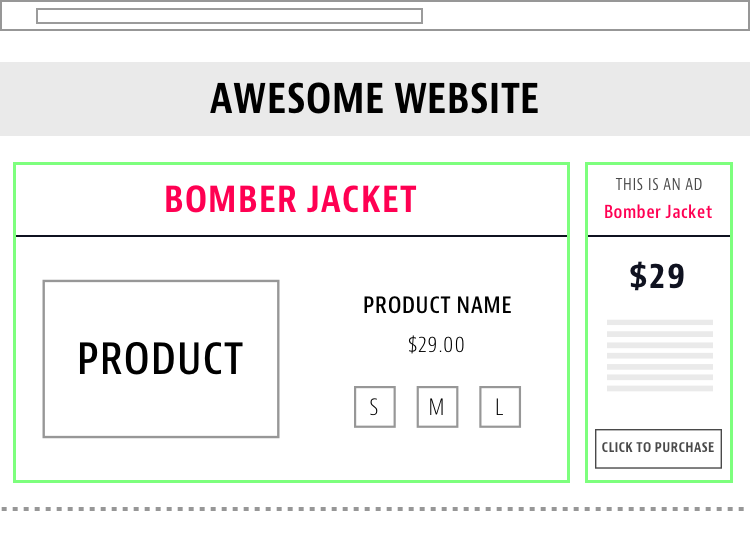 AWESOME WEBSITE
BOMBER JACKET
PRODUCT
PRODUCT NAME
$29.00
S M L
THIS IS AN AD
Bomber Jacket
$29
CLICK TO PURCHASE